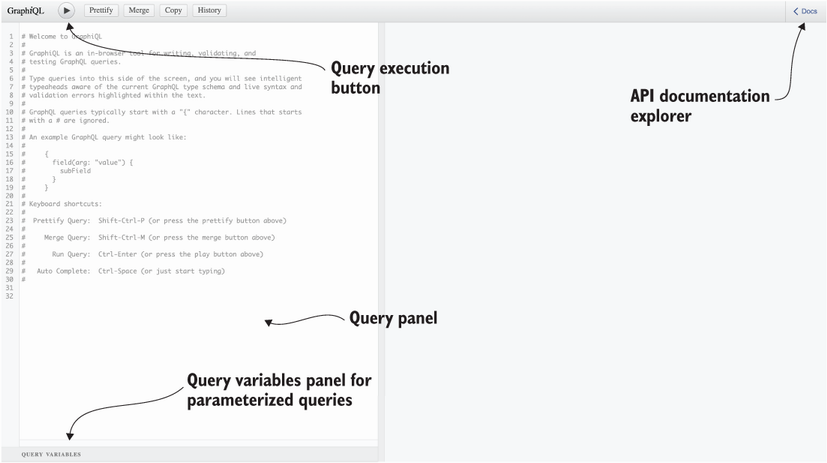 GraphiQL Prettify Merge Copy History < Docs
1 # Welcome to GraphiQL
2 #
3 # GraphiQL is an in-browser tool for writing, validating, and
4 # testing GraphQL queries.
5 #
6 # Type queries into this side of the screen, and you will see intelligent
7 # typeaheads aware of the current GraphQL type schema and live syntax and
8 # validation errors highlighted within the text.
9 #
10 # GraphQL queries typically start with a "{" character. Lines that starts
11 # with a # are ignored.
12 #
13 # An example GraphQL query might look like:
14 #
15 #     {
16 #       field(arg: "value") {
17 #         subField
18 #       }
19 #     }
20 #
21 # Keyboard shortcuts:
22 #
23 #  Prettify Query:  Shift-Ctrl-P (or press the prettify button above)
24 #
25 #     Merge Query:  Shift-Ctrl-M (or press the merge button above)
26 #
27 #       Run Query:  Ctrl-Enter (or press the play button above)
28 #
29 #   Auto Complete:  Ctrl-Space (or just start typing)
30 #
31
32
Query execution
button
API documentation
explorer
Query panel
Query variables panel for
parameterized queries
QUERY VARIABLES